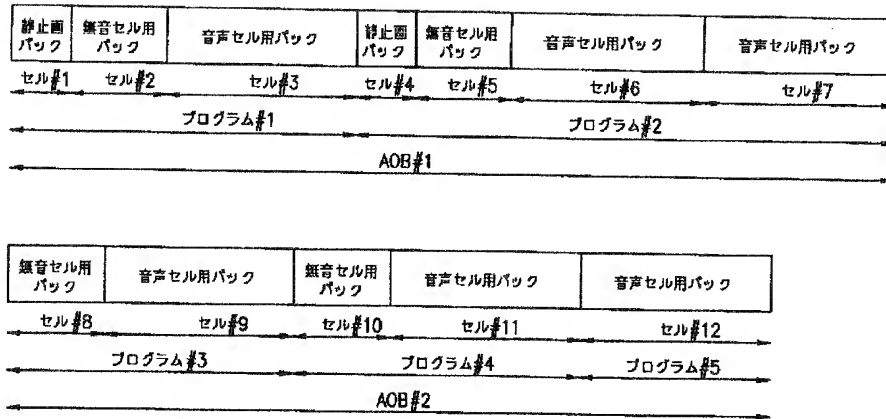 静止画 無音セル用 音声セル用パック 静止画 無音セル用 音声セル用パック 音声セル用パック
パック パック パック パック
セル#1 セル#2 セル#3 セル#4 セル#5 セル#6 セル#7
プログラム#1 プログラム#2
AOB#1
無音セル用 音声セル用パック 無音セル用 音声セル用パック 音声セル用パック
パック パック
セル#8 セル#9 セル#10 セル#11 セル#12
プログラム#3 プログラム#4 プログラム#5
AOB#2